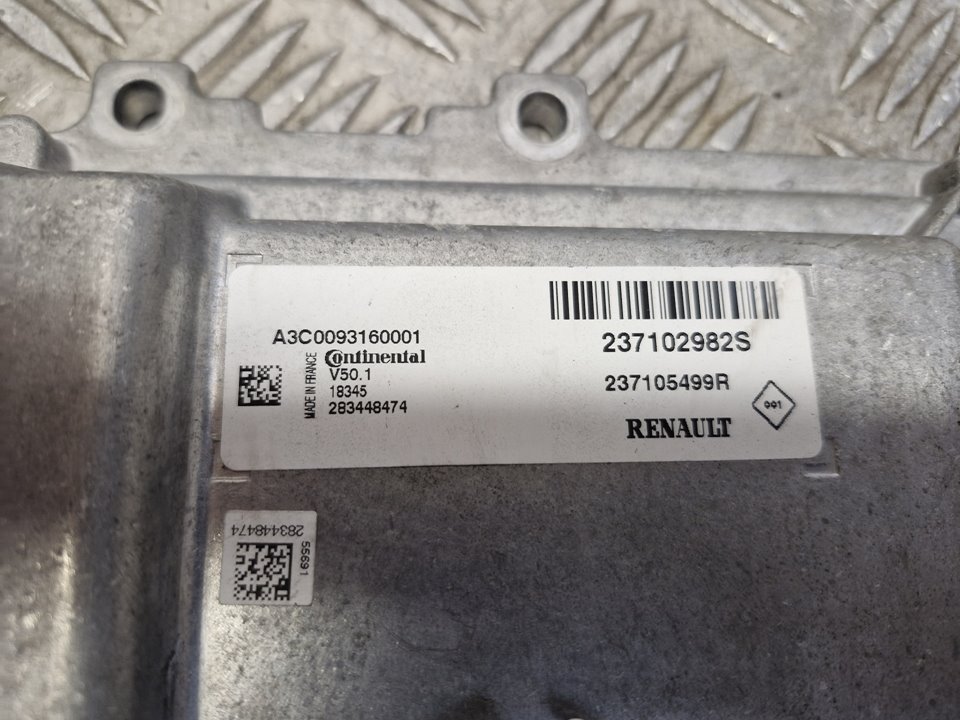 A3C0093160001
Continental
V50.1
18345
283448474
MADE IN FRANCE
237102982S
237105499R
RENAULT
001
283448474
55691